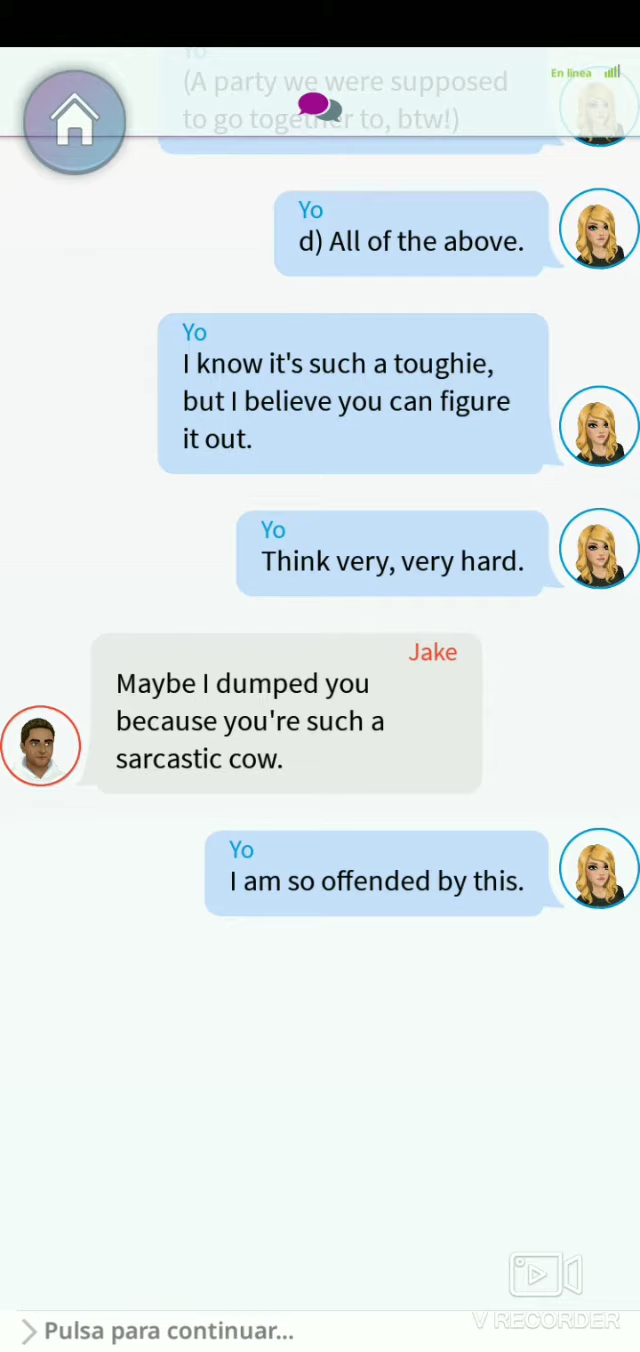 Yo
(A party we were supposed
to go together to, btw!)
En línea
Yo
d) All of the above.
Yo
I know it's such a toughie,
but I believe you can figure
it out.
Yo
Think very, very hard.
Jake
Maybe I dumped you
because you're such a
sarcastic cow.
Yo
I am so offended by this.
V RECORDER
Pulsa para continuar...